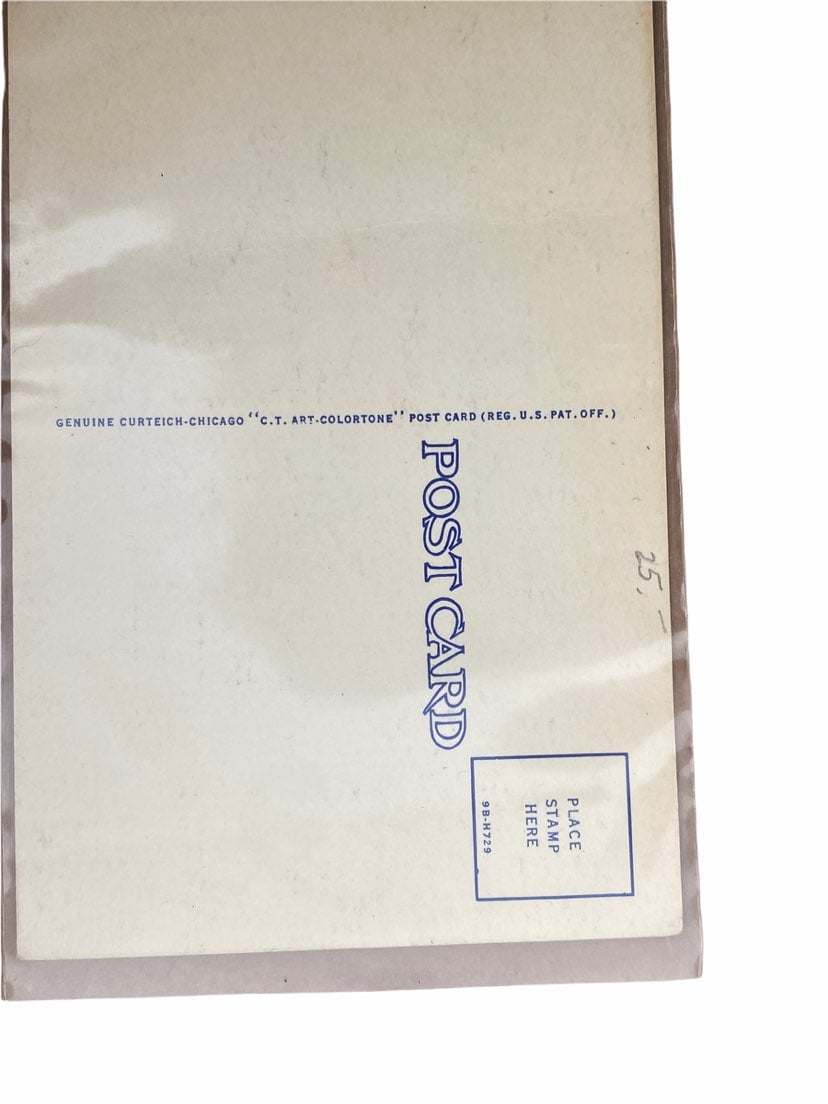 GENUINE CURTEICH-CHICAGO "C.T. ART-COLORTONE" POST CARD (REG. U.S. PAT. OFF.)
POST CARD
25.-
PLACE
STAMP
HERE
9B-H729